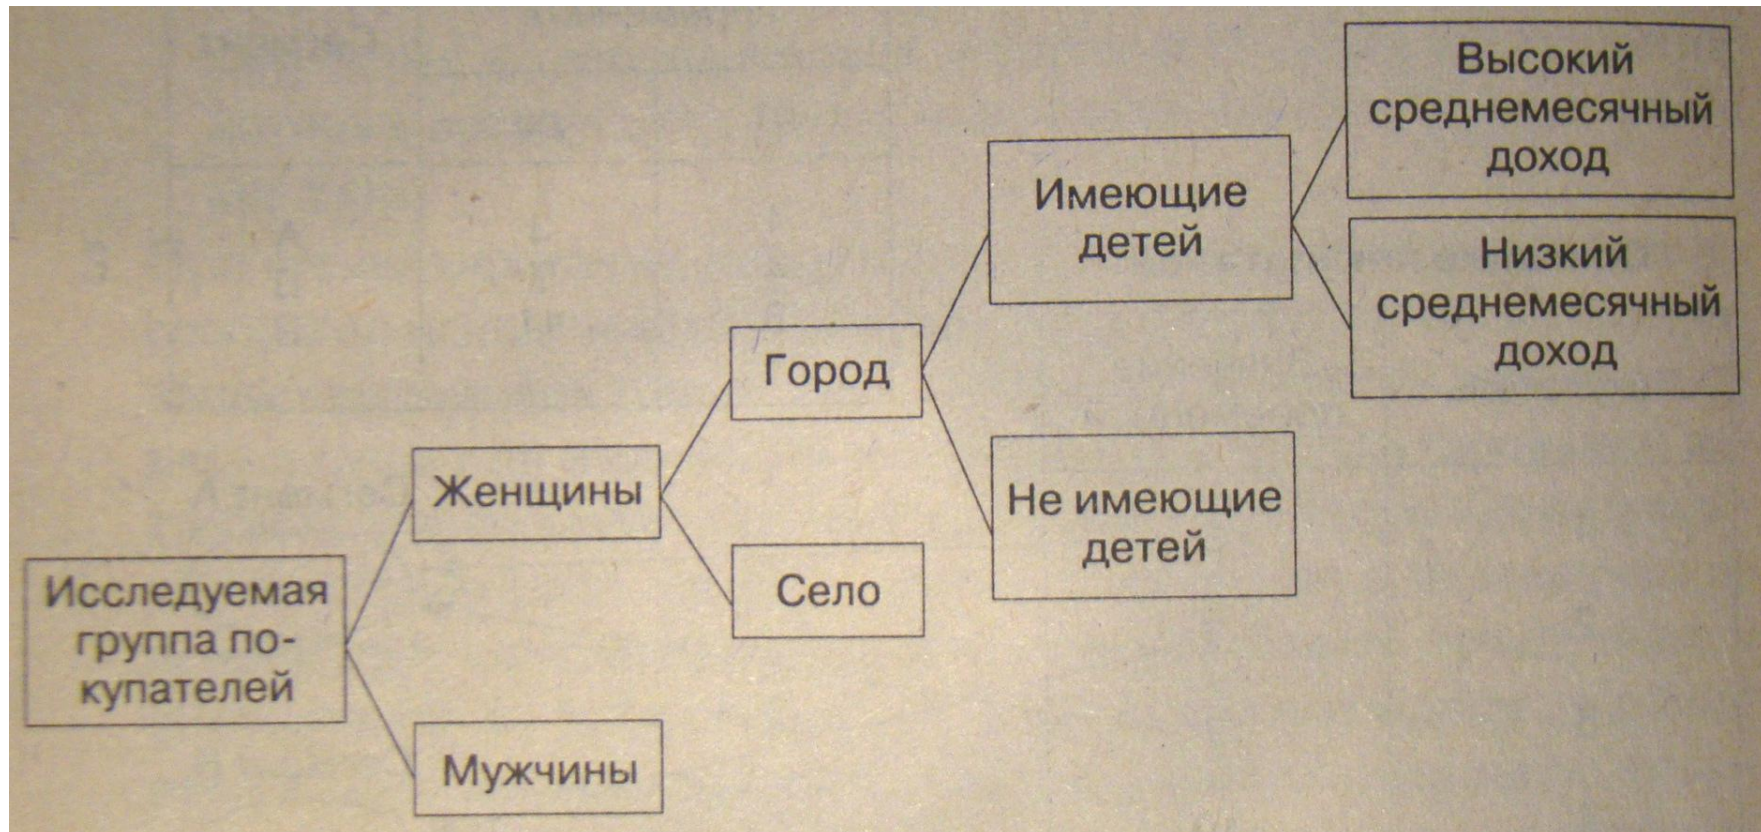 Исследуемая
группа по-
купателей
Женщины
Мужчины
Город
Село
Имеющие
детей
Не имеющие
детей
Высокий
среднемесячный
доход
Низкий
среднемесячный
доход